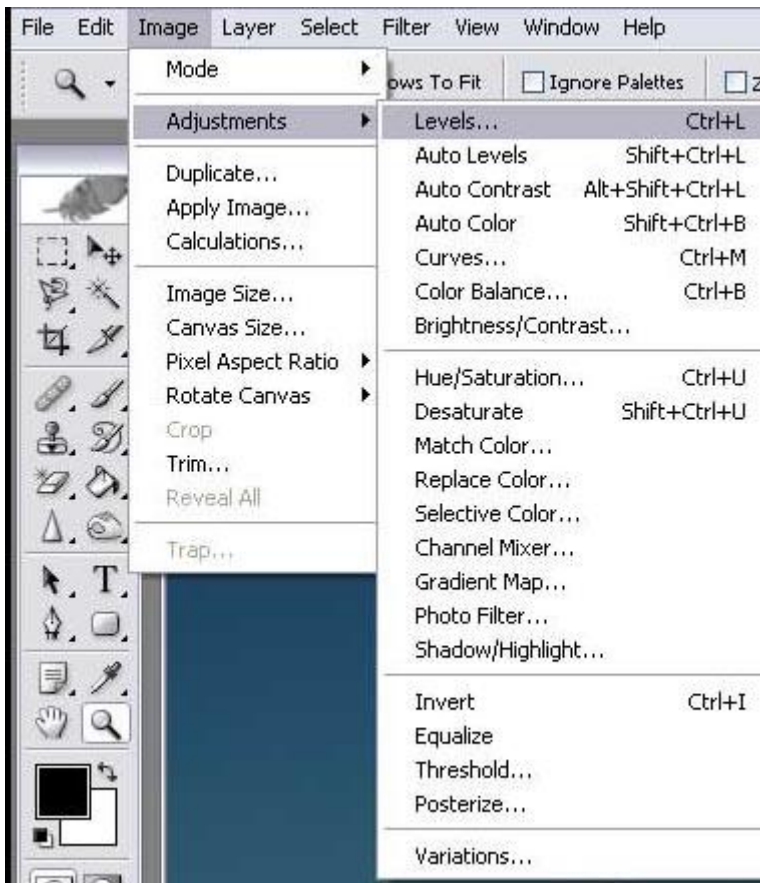 File Edit Image Layer Select Filter View Window Help
ows To Fit Ignore Palettes
Mode
Adjustments
Duplicate...
Apply Image...
Calculations...
Image Size...
Canvas Size...
Pixel Aspect Ratio
Rotate Canvas
Crop
Trim...
Reveal All
Trap...
Levels... Ctrl+L
Auto Levels Shift+Ctrl+L
Auto Contrast Alt+Shift+Ctrl+L
Auto Color Shift+Ctrl+B
Curves... Ctrl+M
Color Balance... Ctrl+B
Brightness/Contrast...
Hue/Saturation... Ctrl+U
Desaturate Shift+Ctrl+U
Match Color...
Replace Color...
Selective Color...
Channel Mixer...
Gradient Map...
Photo Filter...
Shadow/Highlight...
Invert Ctrl+I
Equalize
Threshold...
Posterize...
Variations...